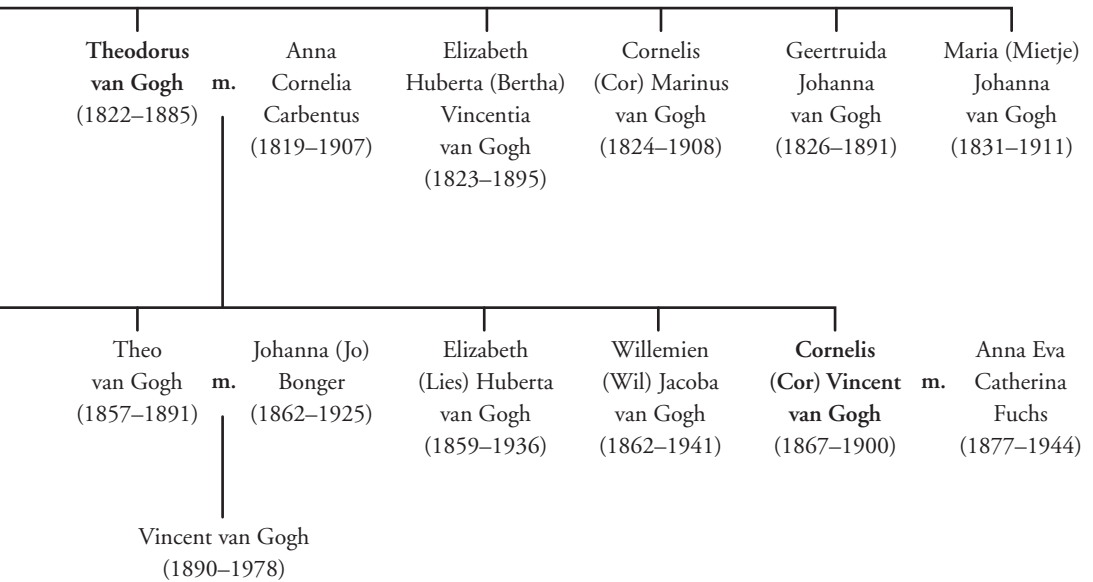 Theodorus
van Gogh
(1822–1885)
m.
Anna
Cornelia
Carbentus
(1819–1907)
Elizabeth
Huberta (Bertha)
Vincentia
van Gogh
(1823–1895)
Cornelis
(Cor) Marinus
van Gogh
(1824–1908)
Geertruida
Johanna
van Gogh
(1826–1891)
Maria (Mietje)
Johanna
van Gogh
(1831–1911)
Theo
van Gogh
(1857–1891)
m.
Johanna (Jo)
Bonger
(1862–1925)
Elizabeth
(Lies) Huberta
van Gogh
(1859–1936)
Willemien
(Wil) Jacoba
van Gogh
(1862–1941)
Cornelis
(Cor) Vincent
van Gogh
(1867–1900)
m.
Anna Eva
Catherina
Fuchs
(1877–1944)
Vincent van Gogh
(1890–1978)